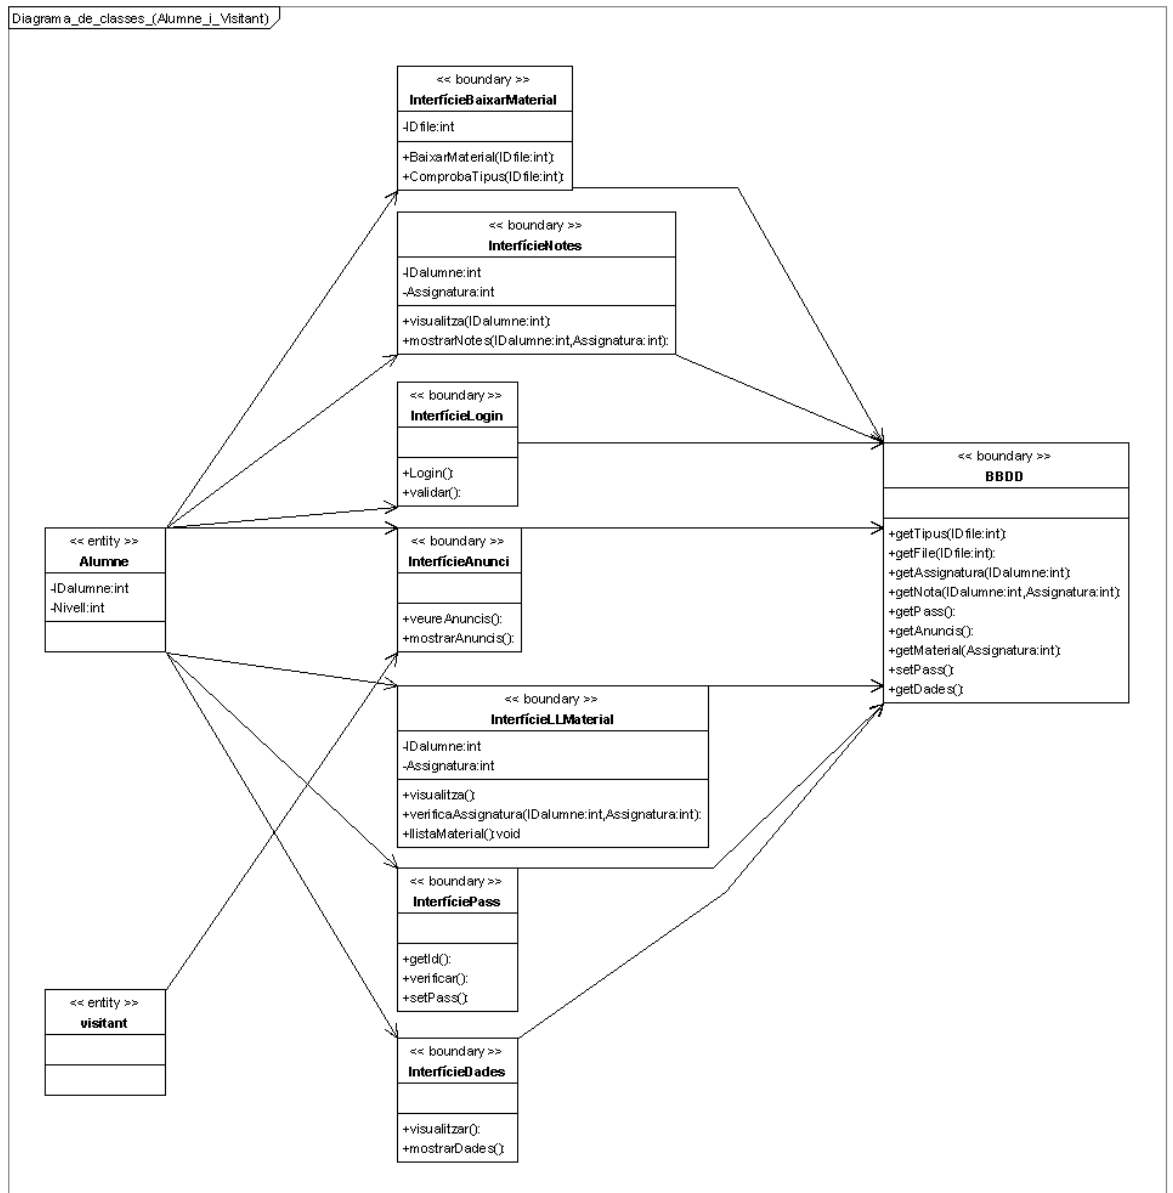 Diagrama_de_classes_(Alumne_i_Visitant)
<< boundary >>
InterfícieBaixarMaterial
-IDfile:int
+BaixarMaterial(IDfile:int):
+ComprobaTipus(IDfile:int):
<< boundary >>
InterfícieNotes
-IDalumne:int
-Assignatura:int
+visualitza(IDalumne:int):
+mostrarNotes(IDalumne:int,Assignatura:int):
<< boundary >>
InterfícieLogin
+Login():
+validar():
<< boundary >>
BBDD
+getTipus(IDfile:int):
+getFile(IDfile:int):
+getAssignatura(IDalumne:int):
+getNota(IDalumne:int,Assignatura:int):
+getPass():
+getAnuncis():
+getMaterial(Assignatura:int):
+setPass():
+getDades():
<< entity >>
Alumne
-IDalumne:int
-Nivell:int
<< boundary >>
InterfícieAnunci
+veureAnuncis():
+mostrarAnuncis():
<< boundary >>
InterfícieLLMaterial
-IDalumne:int
-Assignatura:int
+visualitza():
+verificaAssignatura(IDalumne:int,Assignatura:int):
+llistaMaterial():void
<< boundary >>
InterfíciePass
+getId():
+verificar():
+setPass():
<< entity >>
visitant
<< boundary >>
InterfícieDades
+visualitzar():
+mostrarDades():